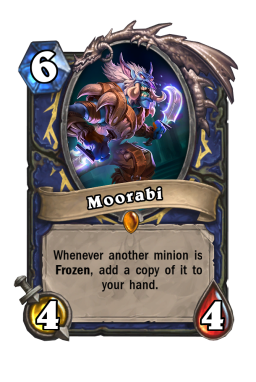 6
Moorabi
Whenever another minion is
Frozen, add a copy of it to
your hand.
4
4